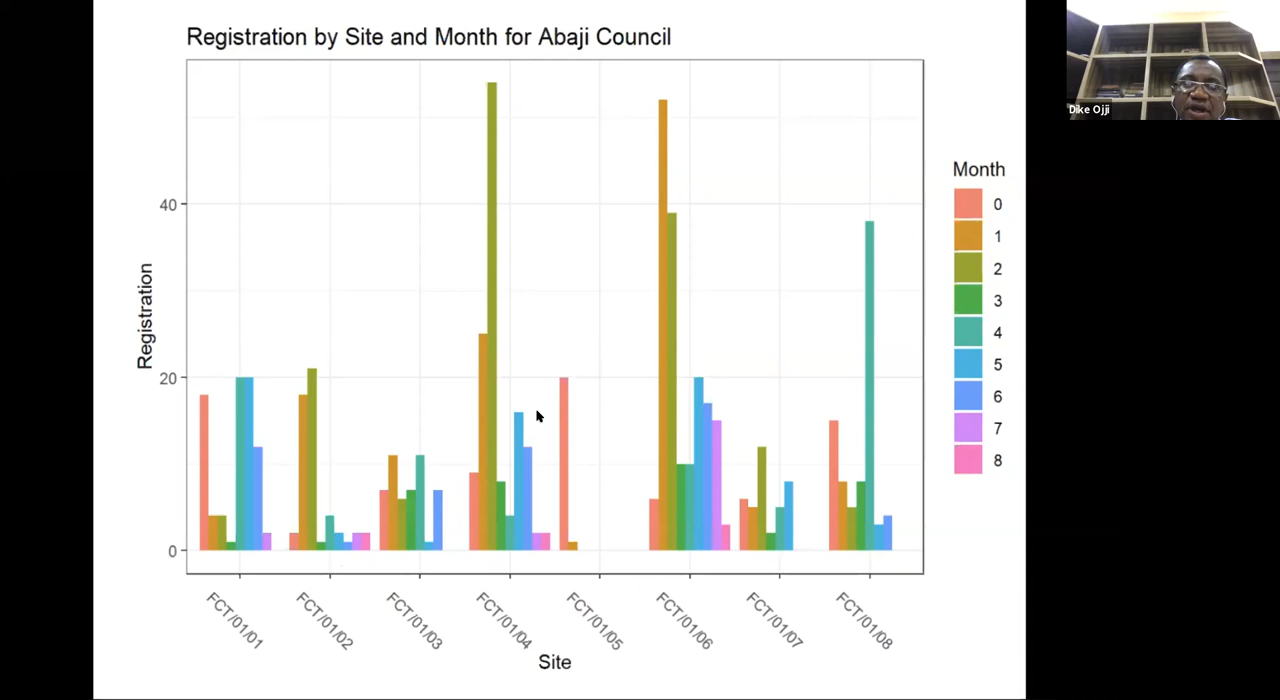 Registration by Site and Month for Abaji Council
Dike Ojji
Month
0
1
2
3
4
5
6
7
8
Registration
40
20
0
FCT/01/01
FCT/01/02
FCT/01/03
FCT/01/04
FCT/01/05
FCT/01/06
FCT/01/07
FCT/01/08
Site